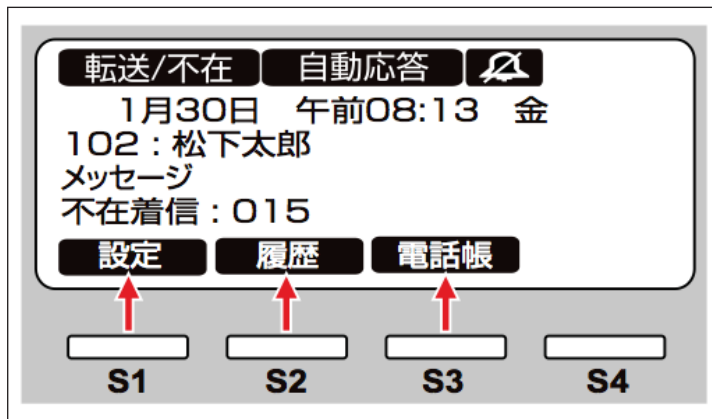 転送/不在 自動応答
1月30日 午前08:13 金
102：松下太郎
メッセージ
不在着信：015
設定 履歴 電話帳
S1 S2 S3 S4